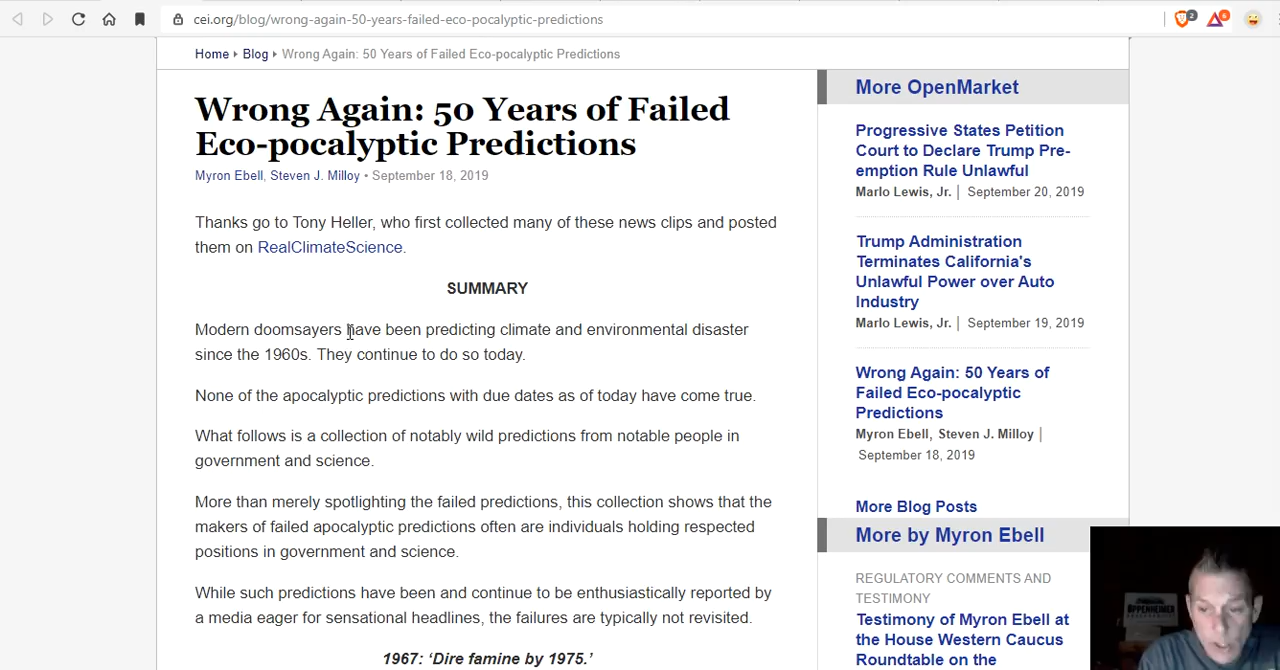 cei.org/blog/wrong-again-50-years-failed-eco-pocalyptic-predictions
2
6
Home Blog Wrong Again: 50 Years of Failed Eco-pocalyptic Predictions
Wrong Again: 50 Years of Failed
Eco-pocalyptic Predictions
Myron Ebell, Steven J. Milloy • September 18, 2019
Thanks go to Tony Heller, who first collected many of these news clips and posted
them on RealClimateScience.
SUMMARY
Modern doomsayers have been predicting climate and environmental disaster
since the 1960s. They continue to do so today.
None of the apocalyptic predictions with due dates as of today have come true.
What follows is a collection of notably wild predictions from notable people in
government and science.
More than merely spotlighting the failed predictions, this collection shows that the
makers of failed apocalyptic predictions often are individuals holding respected
positions in government and science.
While such predictions have been and continue to be enthusiastically reported by
a media eager for sensational headlines, the failures are typically not revisited.
1967: ‘Dire famine by 1975.’
More OpenMarket
Progressive States Petition
Court to Declare Trump Pre-
emption Rule Unlawful
Marlo Lewis, Jr. | September 20, 2019
Trump Administration
Terminates California's
Unlawful Power over Auto
Industry
Marlo Lewis, Jr. | September 19, 2019
Wrong Again: 50 Years of
Failed Eco-pocalyptic
Predictions
Myron Ebell, Steven J. Milloy |
September 18, 2019
More Blog Posts
More by Myron Ebell
REGULATORY COMMENTS AND
TESTIMONY
Testimony of Myron Ebell at
the House Western Caucus
Roundtable on the
OPPENHEIMER